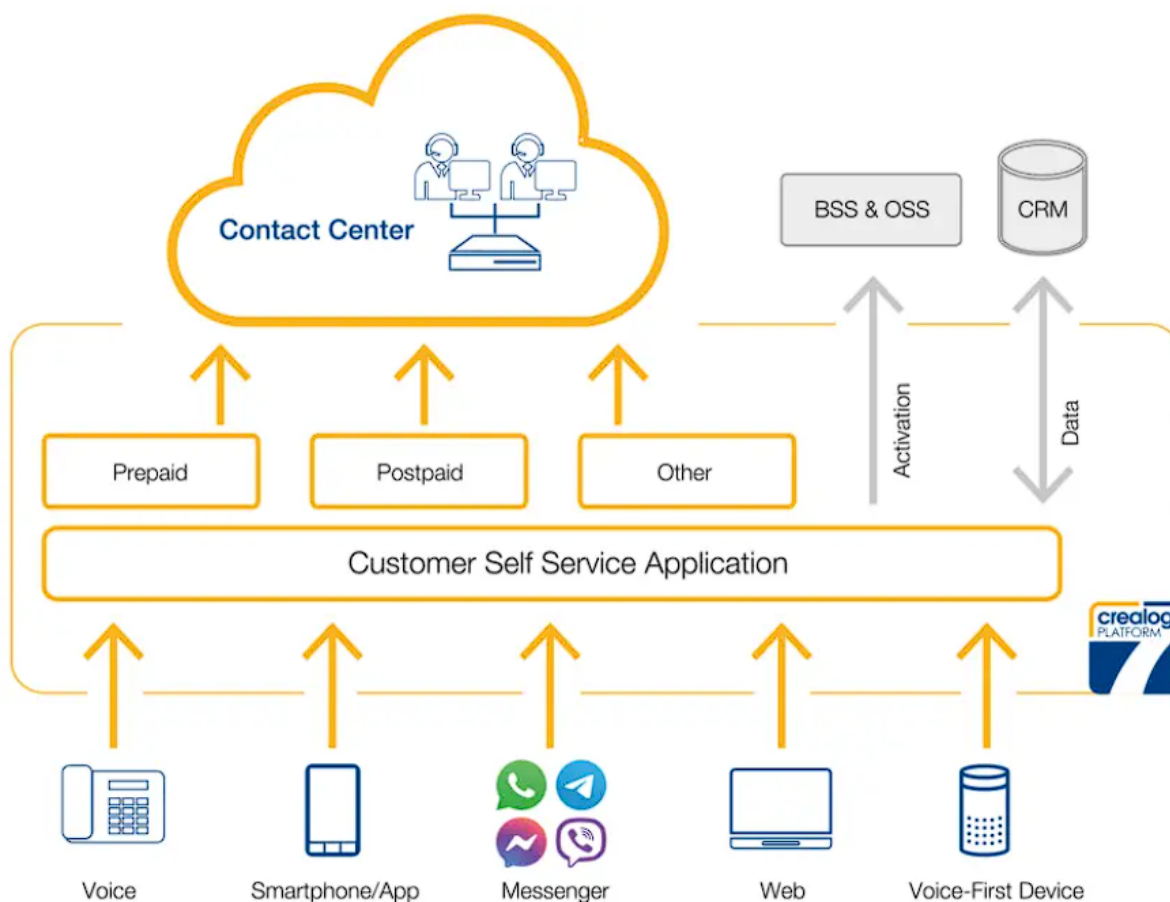 Contact Center
BSS & OSS
CRM
Activation
Data
Prepaid
Postpaid
Other
Customer Self Service Application
crealog
PLATFORM
7
Voice
Smartphone/App
Messenger
Web
Voice-First Device